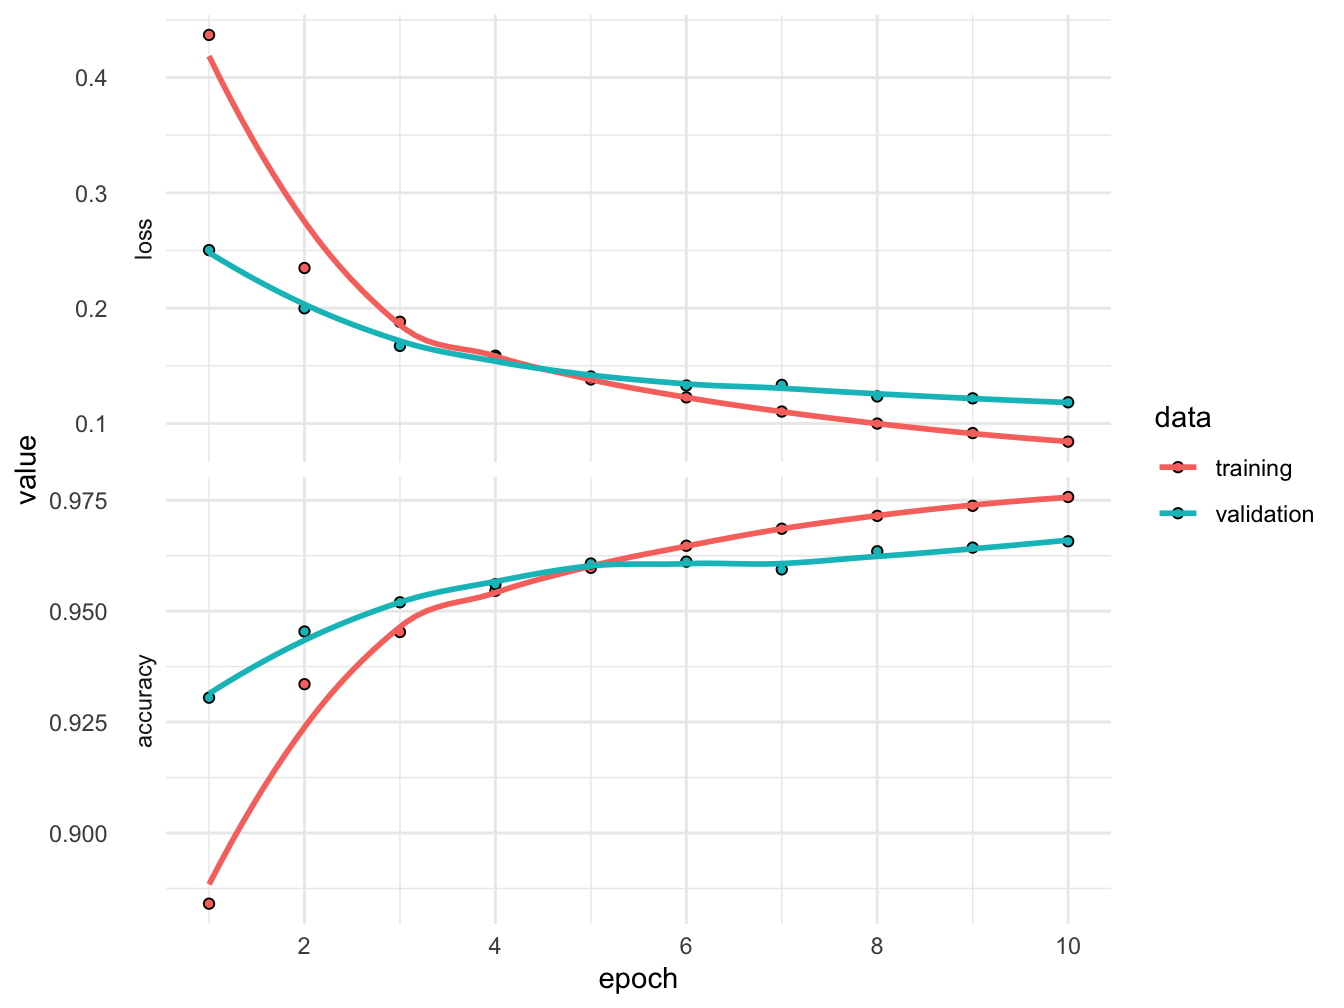 0.4
0.3
0.2
0.1
loss
0.975
0.950
0.925
0.900
accuracy
value
2 4 6 8 10
epoch
data
training
validation